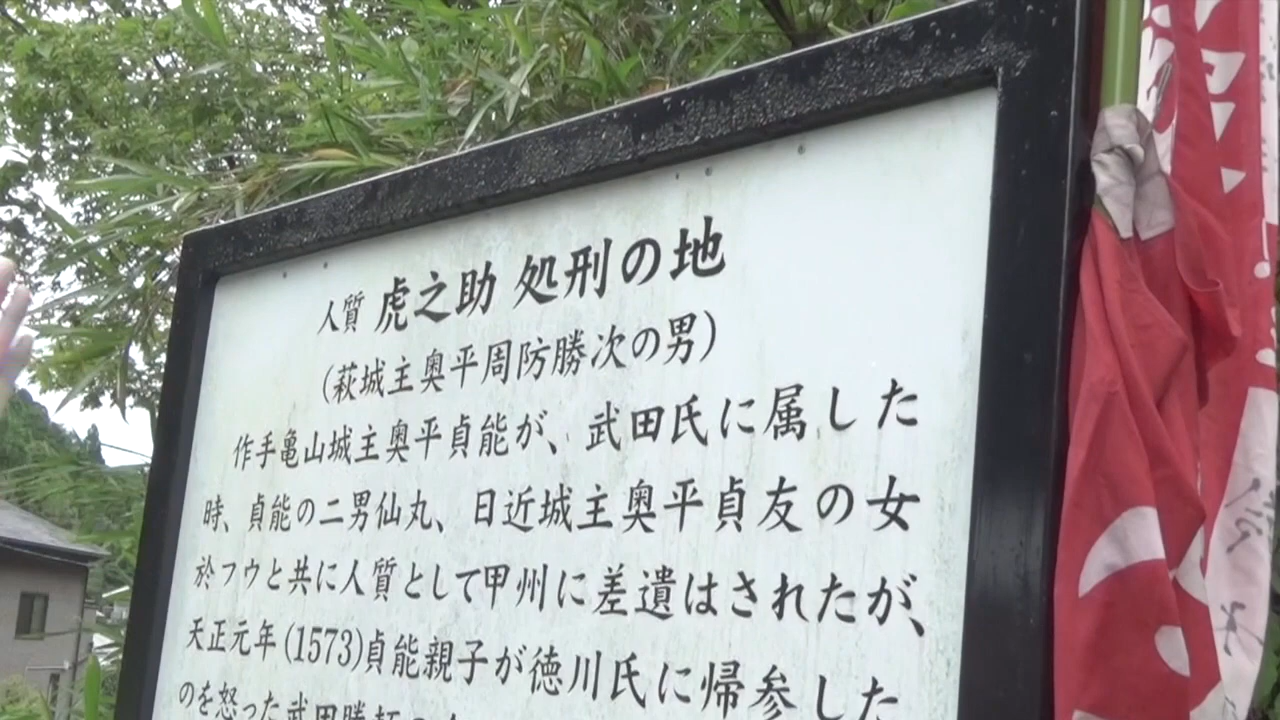 人質 虎之助 処刑の地
(萩城主奥平周防勝次の男)
作手亀山城主奥平貞能が、武田氏に属した
時、貞能の二男仙丸、日近城主奥平貞友の女
於フウと共に人質として甲州に差遺はされたが、
天正元年(1573)貞能親子が徳川氏に帰参した
のを怒った武田勝